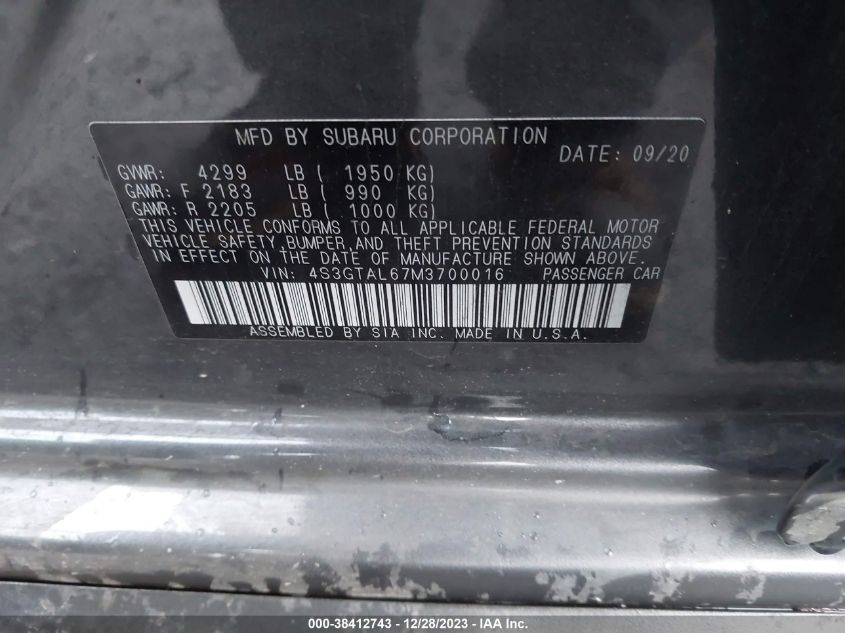 MFD BY SUBARU CORPORATION
DATE: 09/20
GVWR: 4299 LB ( 1950 KG)
GAWR: F 2183 LB ( 990 KG)
GAWR: R 2205 LB ( 1000 KG)
THIS VEHICLE CONFORMS TO ALL APPLICABLE FEDERAL MOTOR
VEHICLE SAFETY, BUMPER, AND THEFT PREVENTION STANDARDS
IN EFFECT ON THE DATE OF MANUFACTURE SHOWN ABOVE.
VIN: 4S3GTAL67M3700016 PASSENGER CAR
ASSEMBLED BY SIA INC. MADE IN U.S.A.
000-38412743 - 12/28/2023 - IAA Inc.